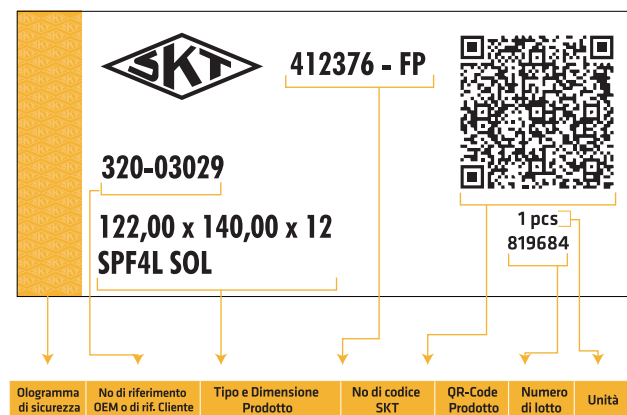 SKT
412376 - FP
320-03029
122,00 x 140,00 x 12
SPF4L SOL
1 pcs
819684
Ologramma
di sicurezza
No di riferimento
OEM o di rif. Cliente
Tipo e Dimensione
Prodotto
No di codice
SKT
QR-Code
Prodotto
Numero
di lotto
Unità